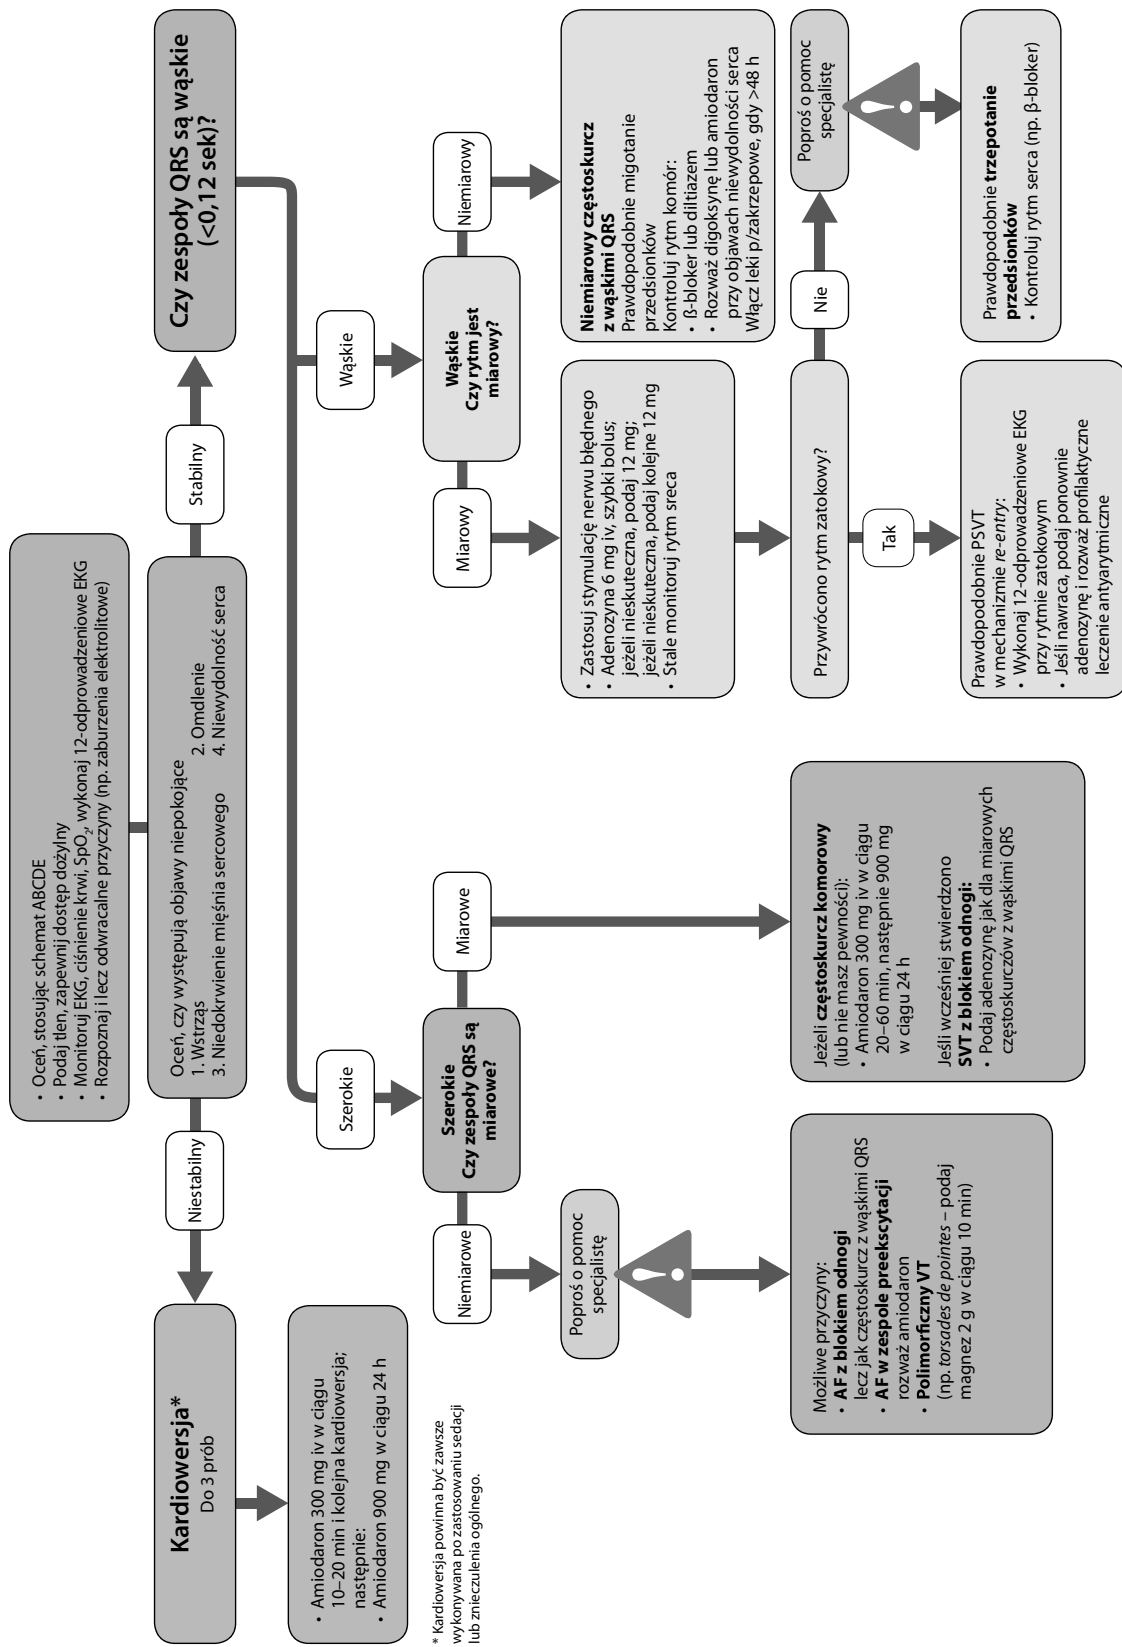 • Oceń, stosując schemat ABCDE
• Podaj tlen, zapewnij dostęp dożylny
• Monitoruj EKG, ciśnienie krwi, SpO₂, wykonaj 12-odprowadzeniowe EKG
• Rozpoznaj i lecz odwracalne przyczyny (np. zaburzenia elektrolitowe)
Oceń, czy występują objawy niepokojące
1. Wstrząs 2. Omdlenie
3. Niedokrwienie mięśnia sercowego 4. Niewydolność serca
Niestabilny
Stabilny
Kardiowersja*
Do 3 prób
• Amiodaron 300 mg iv w ciągu
10–20 min i kolejna kardiowersja;
następnie:
• Amiodaron 900 mg w ciągu 24 h
* Kardiowersja powinna być zawsze
wykonywana po zastosowaniu sedacji
lub znieczulenia ogólnego.
Czy zespoły QRS są wąskie
(<0,12 sek)?
Szerokie
Wąskie
Szerokie
Czy zespoły QRS są
miarowe?
Niemiarowe
Miarowe
Poproś o pomoc
specjalistę
!
Możliwe przyczyny:
• AF z blokiem odnogi
lecz jak częstoskurcz z wąskimi QRS
• AF w zespole preekscytacji
rozważ amiodaron
• Polimorficzny VT
(np. torsades de pointes – podaj
magnez 2 g w ciągu 10 min)
Jeżeli częstoskurcz komorowy
(lub nie masz pewności):
• Amiodaron 300 mg iv w ciągu
20–60 min, następnie 900 mg
w ciągu 24 h
Jeśli wcześniej stwierdzono
SVT z blokiem odnogi:
• Podaj adenozynę jak dla miarowych
częstoskurczów z wąskimi QRS
Wąskie
Czy rytm jest
miarowy?
Miarowy
Niemiarowy
• Zastosuj stymulację nerwu błędnego
• Adenozyna 6 mg iv, szybki bolus;
jeżeli nieskuteczna, podaj 12 mg;
jeżeli nieskuteczna, podaj kolejne 12 mg
• Stale monitoruj rytm sreca
Niemiarowy częstoskurcz
z wąskimi QRS
Prawdopodobnie migotanie
przedsionków
Kontroluj rytm komór:
• ß-bloker lub diltiazem
• Rozważ digoksynę lub amiodaron
przy objawach niewydolności serca
Włącz leki p/zakrzepowe, gdy >48 h
Przywrócono rytm zatokowy?
Tak
Nie
Poproś o pomoc
specjalistę
!
Prawdopodobnie PSVT
w mechanizmie re-entry:
• Wykonaj 12-odprowadzeniowe EKG
przy rytmie zatokowym
• Jeśli nawraca, podaj ponownie
adenozynę i rozważ profilaktyczne
leczenie antyarytmiczne
Prawdopodobnie trzepotanie
przedsionków
• Kontroluj rytm serca (np. β-bloker)